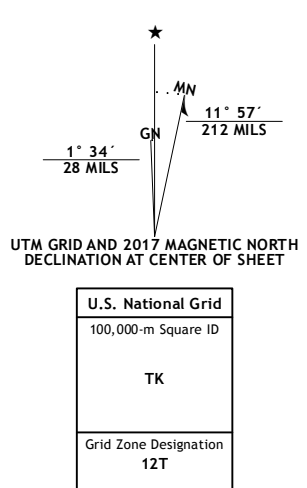 MN
GN
11° 57´
212 MILS
1° 34´
28 MILS
UTM GRID AND 2017 MAGNETIC NORTH
DECLINATION AT CENTER OF SHEET
U.S. National Grid
100,000-m Square ID
TK
Grid Zone Designation
12T